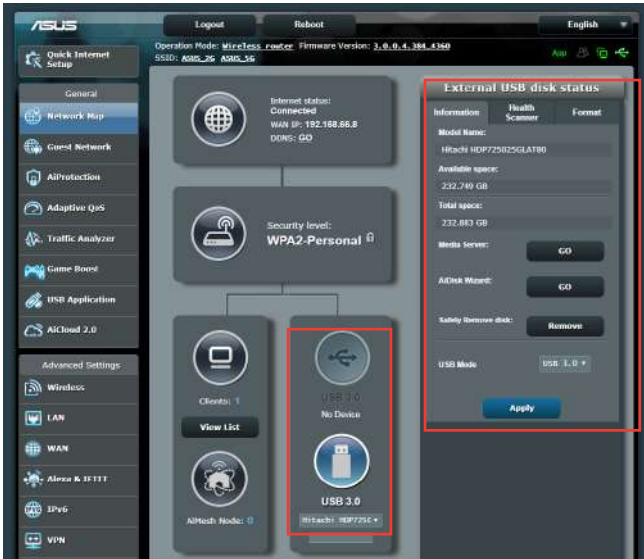 ASUS
Logout
Reboot
English
Quick Internet
Setup
Operation Mode: Wireless router Firmware Version: 3.0.0.4.384_4360
SSID: ASUS_2G ASUS_5G
App
General
Network Map
Guest Network
AiProtection
Adaptive QoS
Traffic Analyzer
Game Boost
USB Application
AiCloud 2.0
Advanced Settings
Wireless
LAN
WAN
Alexa & IFTTT
IPv6
VPN
Internet status:
Connected
WAN IP: 192.168.66.8
DDNS: GO
Security level:
WPA2-Personal
Clients: 1
View List
AiMesh Node: 0
USB 3.0
No Device
USB 3.0
Hitachi HDP725C
External USB disk status
Information
Health
Scanner
Format
Model Name:
Hitachi HDP725025GLAT80
Available space:
232.749 GB
Total space:
232.883 GB
Media Server:
GO
AiDisk Wizard:
GO
Safely Remove disk:
Remove
USB Mode
USB 3.0
Apply